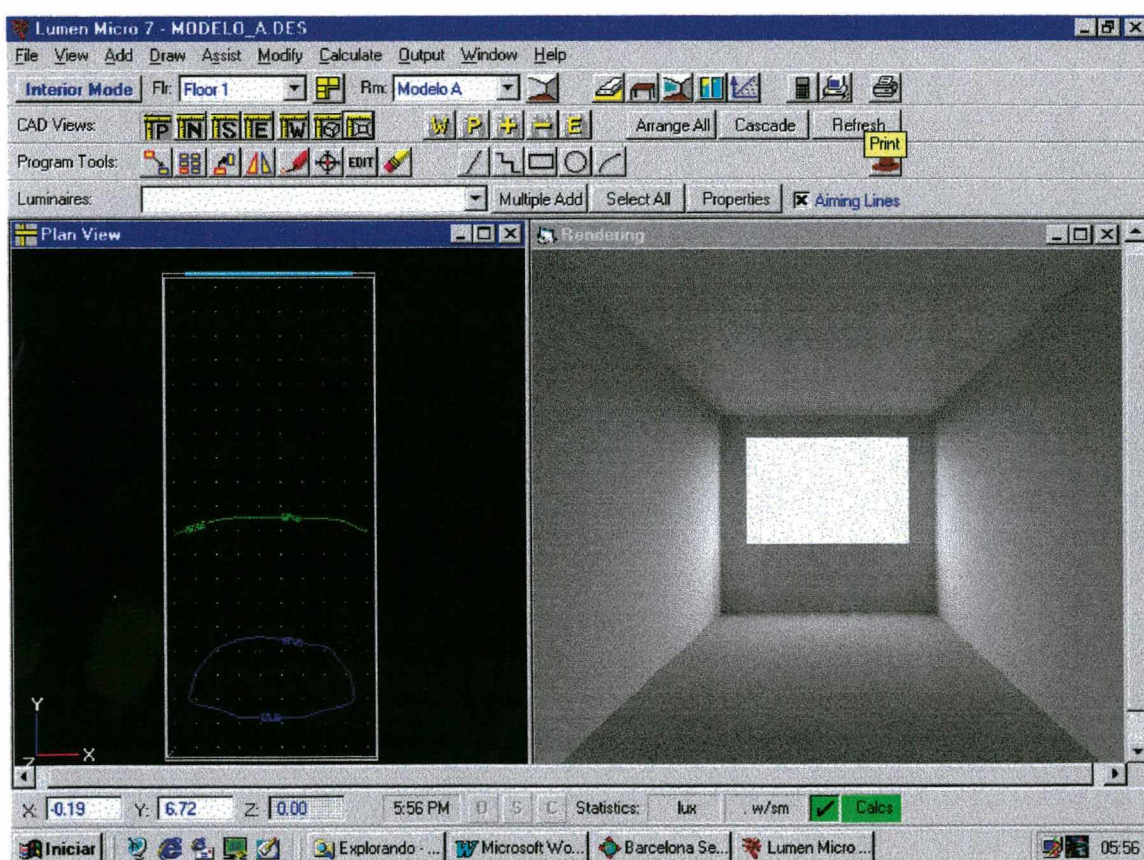 Lumen Micro 7 - MODELO_A.DES
File View Add Draw Assist Modify Calculate Output Window Help
Interior Mode Flr: Floor 1 Rm: Modelo A
CAD Views: P N S E W W P E Arrange All Cascade Refresh
Print
Program Tools: EDIT
Luminaires: Multiple Add Select All Properties Aiming Lines
Plan View
Rendering
Y
X
Z
X: -0.19 Y: 6.72 Z: 0.00 5:56 PM O S C Statistics: lux . w/sm Calcs
Iniciar Explorando - ... Microsoft Wo... Barcelona Se... Lumen Micro ... 05:56